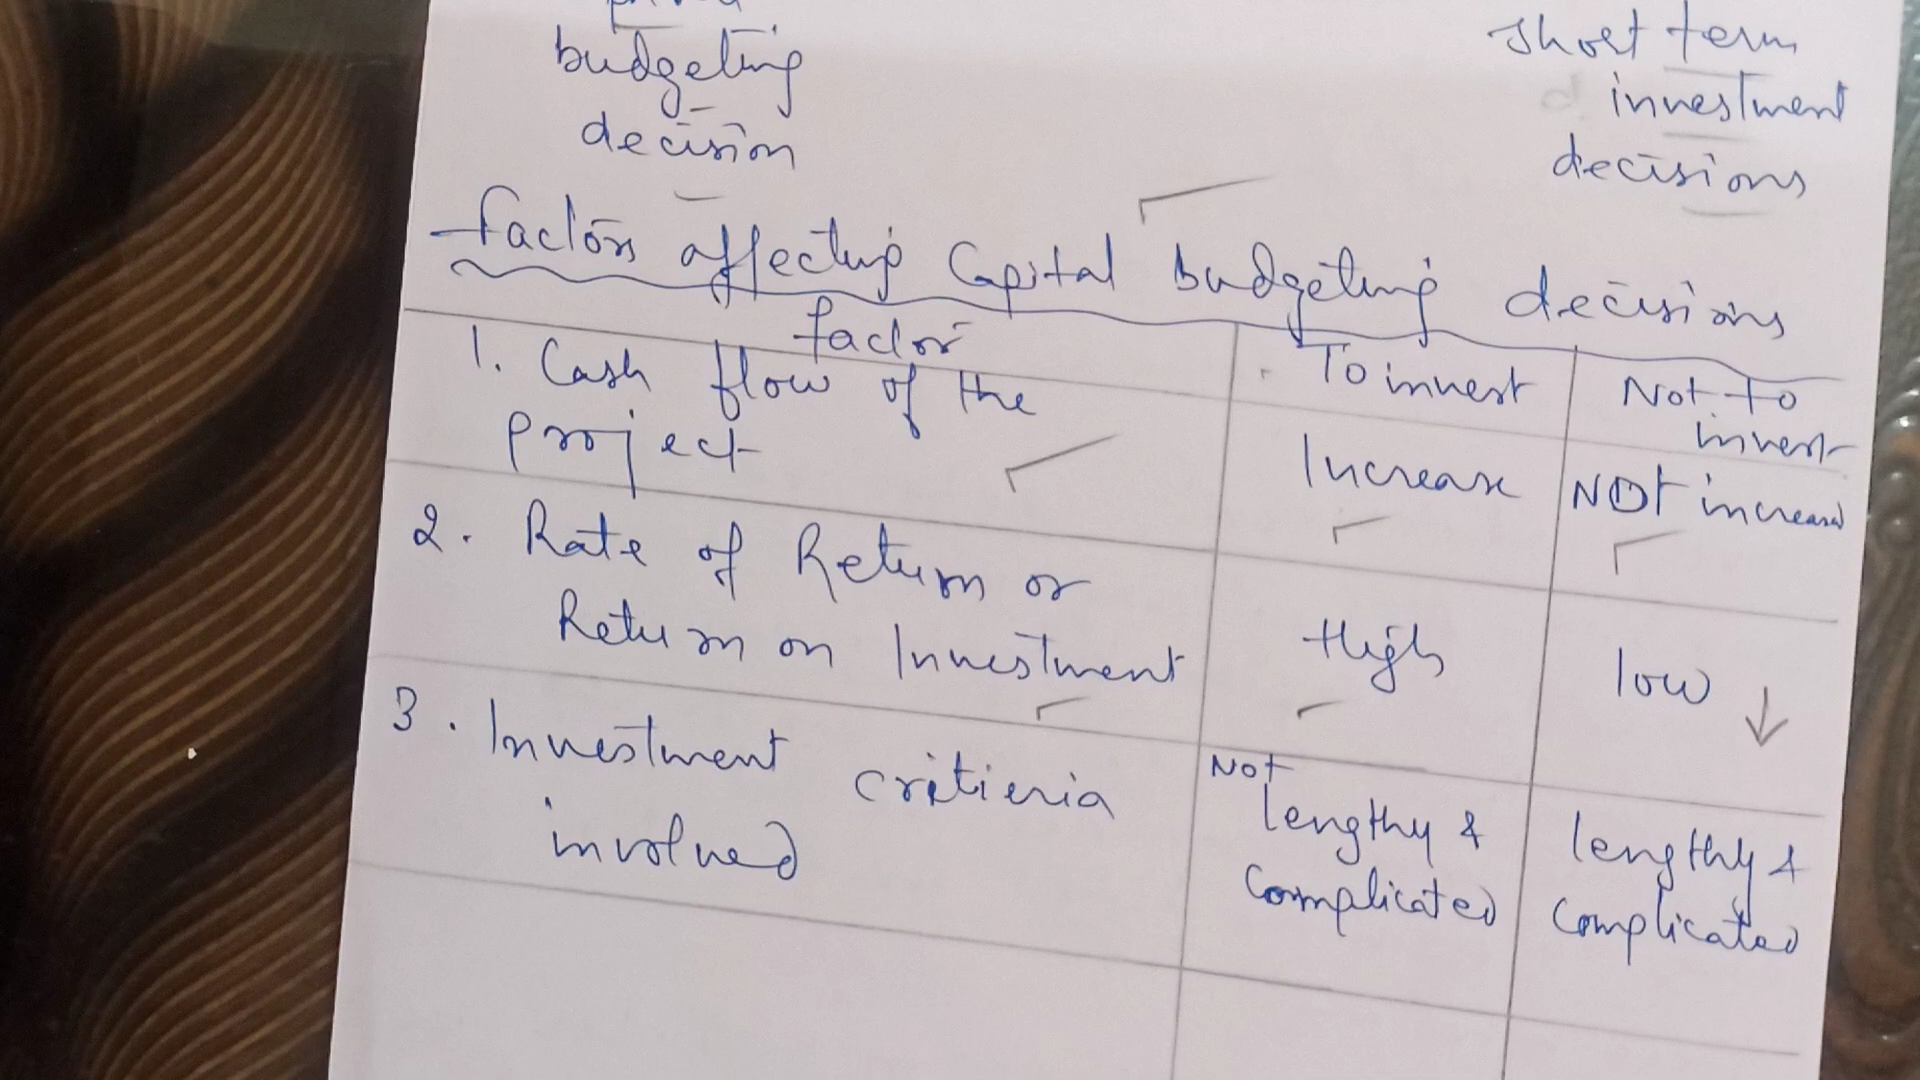 budgeting
decision
short term
investment
decisions
factors affecting Capital budgeting decisions
factor
To invest
Not to
invest
1. Cash flow of the
project
Increase
NOT increased
2. Rate of Return or
Return on Investment
High
low ↓
3. Investment critieria
involved
Not
lengthy &
Complicated
lengthy &
Complicated